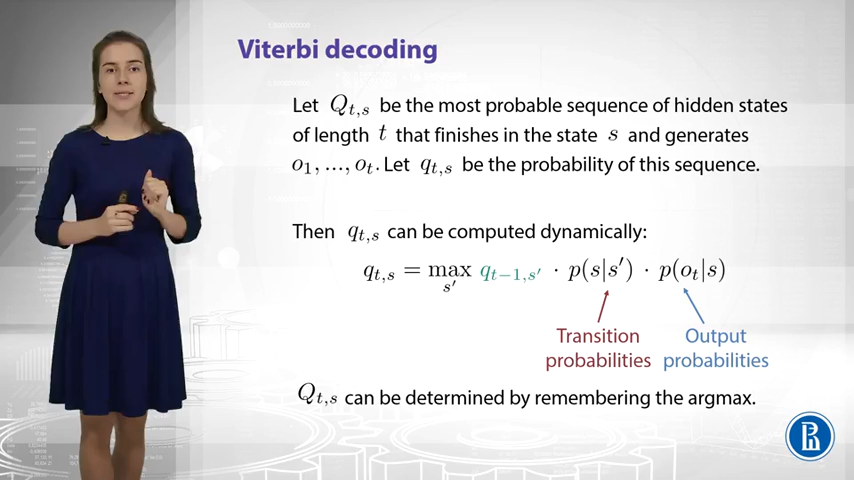 Viterbi decoding
Let Q_{t,s} be the most probable sequence of hidden states
of length t that finishes in the state s and generates
o_1, ..., o_t. Let q_{t,s} be the probability of this sequence.
Then q_{t,s} can be computed dynamically:
q_{t,s} = max_{s'} q_{t-1,s'} · p(s|s') · p(o_t|s)
Transition
probabilities
Output
probabilities
Q_{t,s} can be determined by remembering the argmax.